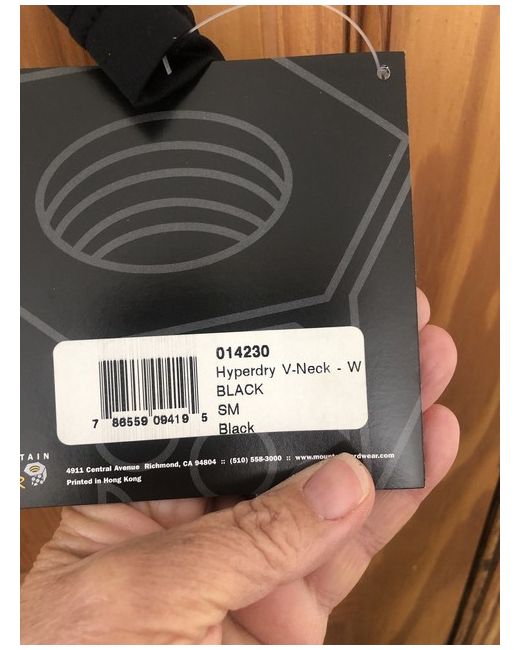 014230
Hyperdry V-Neck - W
BLACK
SM
Black
7 86559 09419 5
TAIN
4911 Central Avenue Richmond, CA 94804 :: (510) 558-3000 ::
Printed in Hong Kong